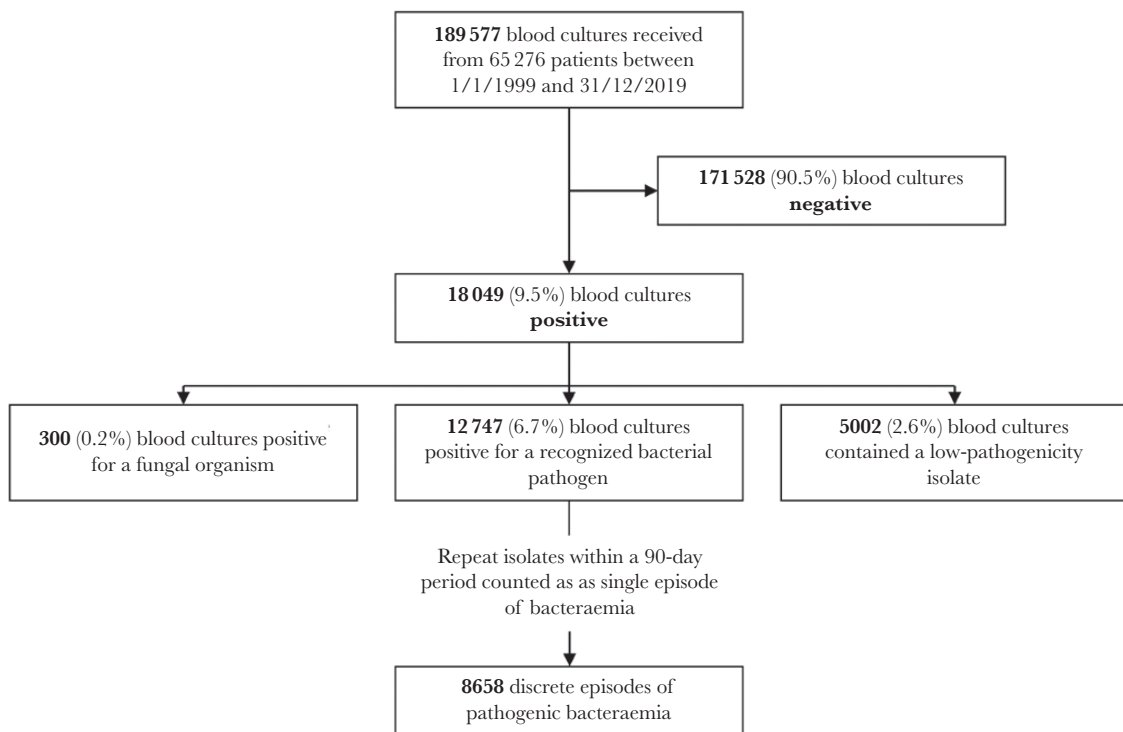 189 577 blood cultures received
from 65 276 patients between
1/1/1999 and 31/12/2019
171 528 (90.5%) blood cultures
negative
18 049 (9.5%) blood cultures
positive
300 (0.2%) blood cultures positive
for a fungal organism
12 747 (6.7%) blood cultures
positive for a recognized bacterial
pathogen
5002 (2.6%) blood cultures
contained a low-pathogenicity
isolate
Repeat isolates within a 90-day
period counted as as single episode
of bacteraemia
8658 discrete episodes of
pathogenic bacteraemia